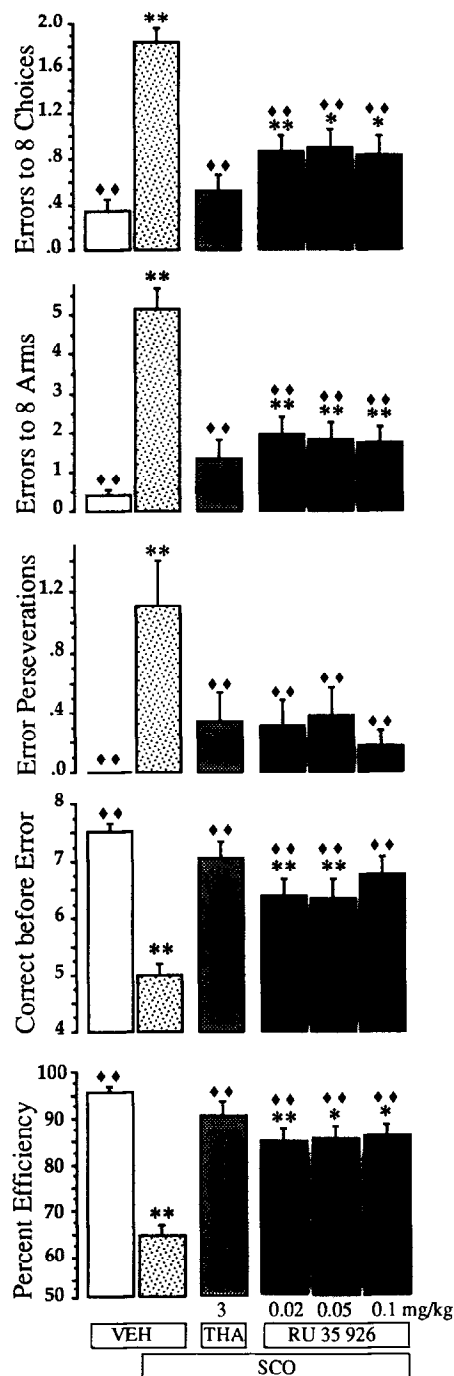 Errors to 8 Choices
2.0
1.6
1.2
.8
.4
.0
**
♦♦
♦♦
♦♦ ♦♦ ♦♦
** * *
Errors to 8 Arms
5
4
3
2
1
0
**
♦♦
♦♦
♦♦ ♦♦ ♦♦
** ** **
Error Perseverations
1.2
.8
.4
.0
**
♦♦
♦♦
♦♦ ♦♦ ♦♦
Correct before Error
8
7
6
5
4
♦♦
**
♦♦
♦♦ ♦♦ ♦♦
** **
Percent Efficiency
100
90
80
70
60
50
♦♦
**
♦♦
♦♦ ♦♦ ♦♦
** * *
3 0.02 0.05 0.1 mg/kg
VEH THA RU 35 926
SCO